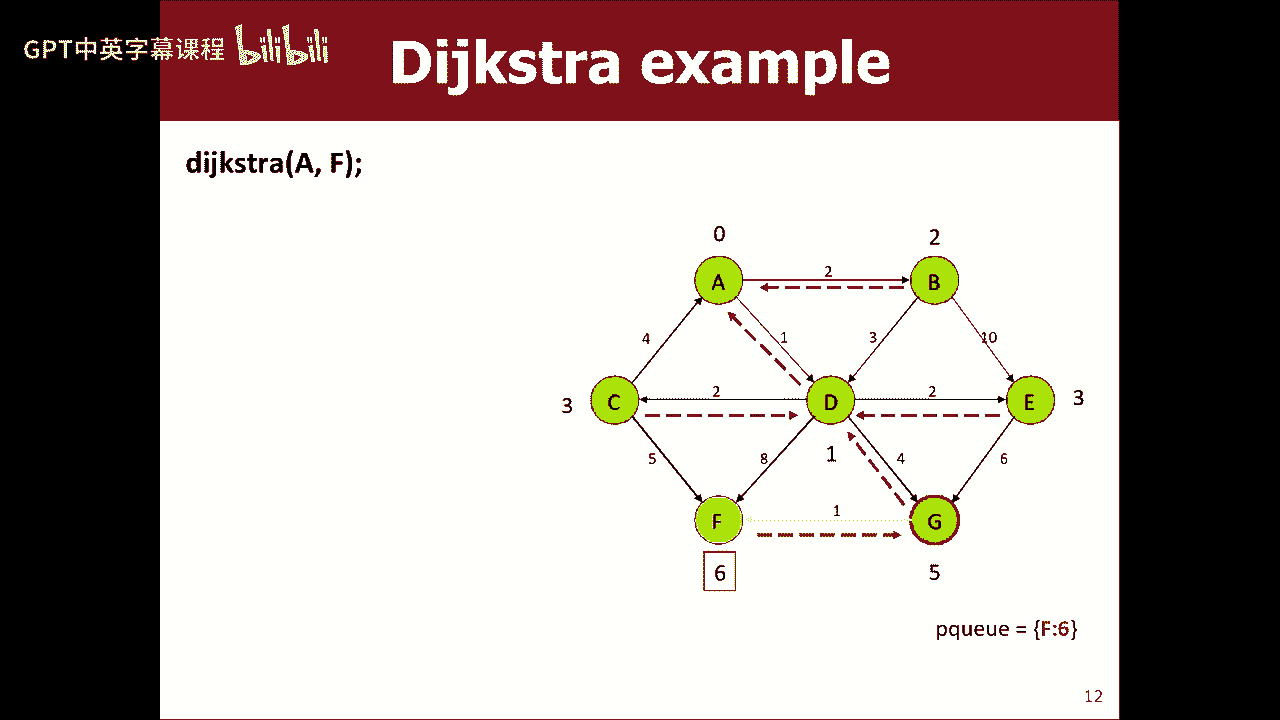 GPT中英字幕课程 bilibili
Dijkstra example
dijkstra(A, F);
0
2
A
2
B
4
1
3
10
3
C
2
D
2
E
3
1
5
8
4
6
F
1
G
6
5
pqueue = {F:6}
12